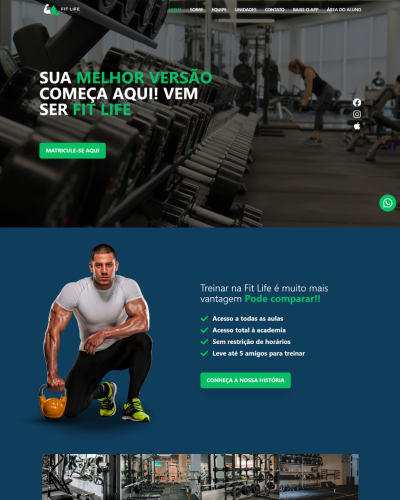 FIT LIFE
HOME SOBRE EQUIPE UNIDADES CONTATO BAIXE O APP ÁREA DO ALUNO
SUA MELHOR VERSÃO
COMEÇA AQUI! VEM
SER FIT LIFE
MATRICULE-SE AQUI
Treinar na Fit Life é muito mais
vantagem Pode comparar!!
Acesso a todas as aulas
Acesso total à academia
Sem restrição de horários
Leve até 5 amigos para treinar
CONHEÇA A NOSSA HISTÓRIA